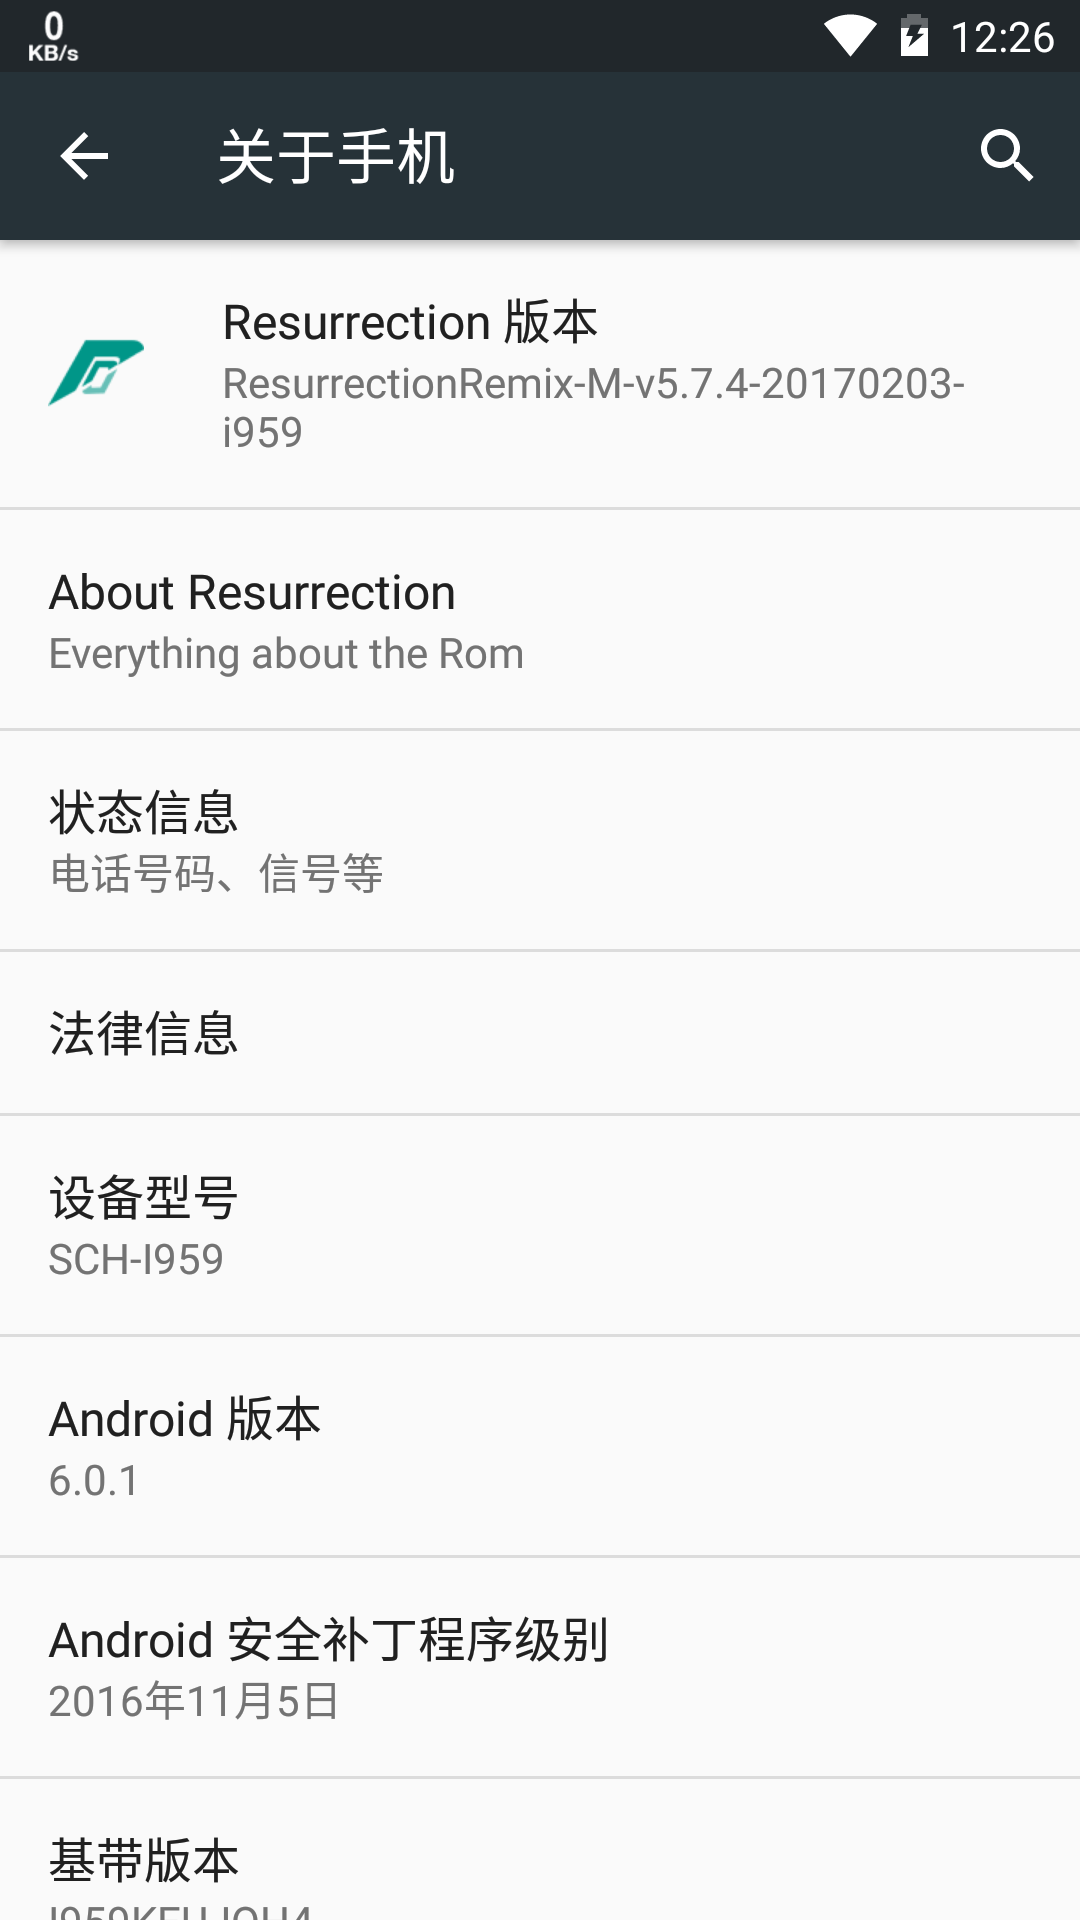 0
KB/s
12:26
关于手机
Resurrection 版本
ResurrectionRemix-M-v5.7.4-20170203-
i959
About Resurrection
Everything about the Rom
状态信息
电话号码、信号等
法律信息
设备型号
SCH-I959
Android 版本
6.0.1
Android 安全补丁程序级别
2016年11月5日
基带版本